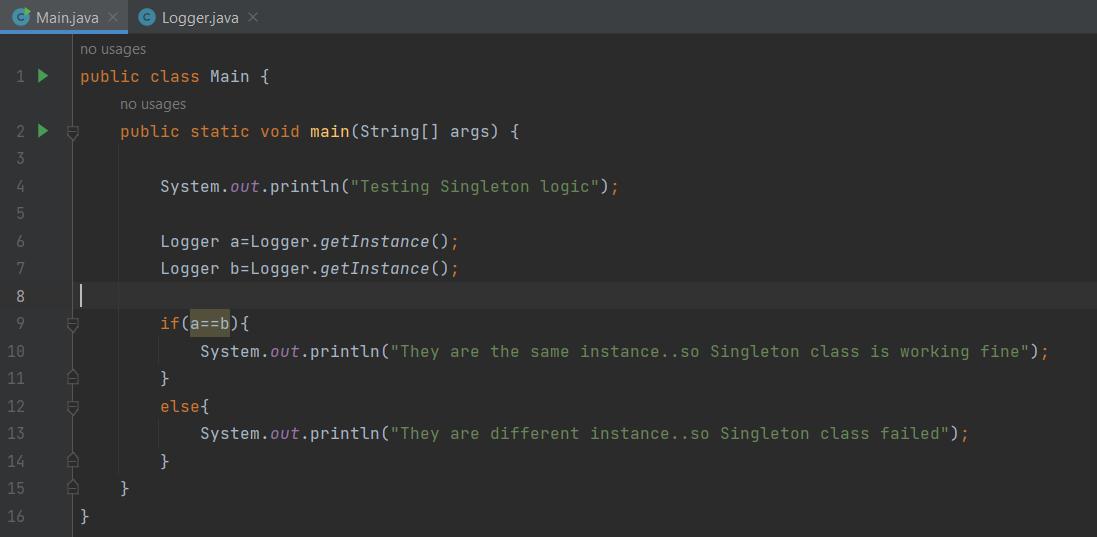 Main.java Logger.java
no usages
1 public class Main {
no usages
2 public static void main(String[] args) {
3
4 System.out.println("Testing Singleton logic");
5
6 Logger a=Logger.getInstance();
7 Logger b=Logger.getInstance();
8
9 if(a==b){
10 System.out.println("They are the same instance..so Singleton class is working fine");
11 }
12 else{
13 System.out.println("They are different instance..so Singleton class failed");
14 }
15 }
16 }